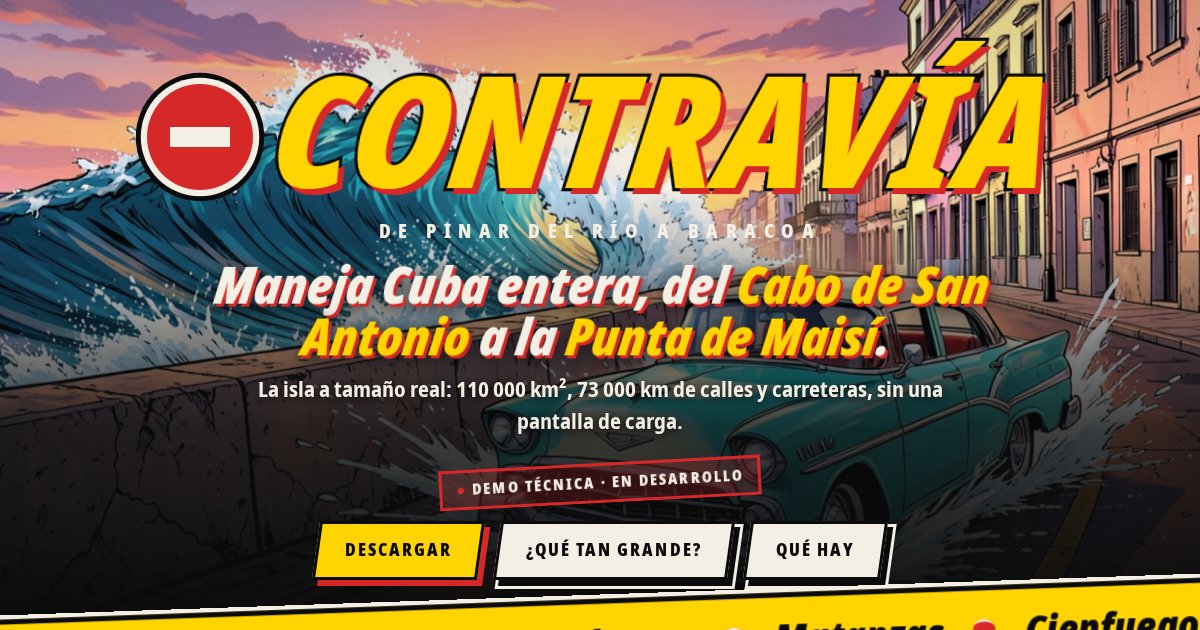 CONTRAVÍA
DE PINAR DEL RÍO A BARACOA
Maneja Cuba entera, del Cabo de San
Antonio a la Punta de Maisí.
La isla a tamaño real: 110 000 km², 73 000 km de calles y carreteras, sin una
pantalla de carga.
DEMO TÉCNICA · EN DESARROLLO
DESCARGAR
¿QUÉ TAN GRANDE?
QUÉ HAY
Matanzas
Cienfuegos